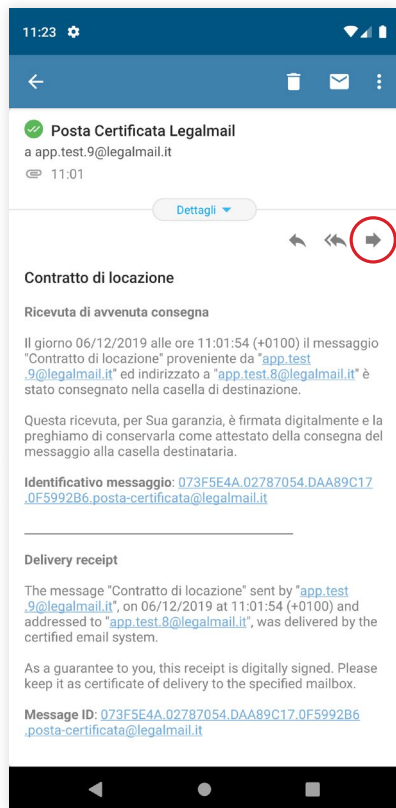 11:23
Posta Certificata Legalmail
a app.test.9@legalmail.it
11:01
Dettagli
Contratto di locazione
Ricevuta di avvenuta consegna
Il giorno 06/12/2019 alle ore 11:01:54 (+0100) il messaggio
"Contratto di locazione" proveniente da "app.test
.9@legalmail.it" ed indirizzato a "app.test.8@legalmail.it" è
stato consegnato nella casella di destinazione.
Questa ricevuta, per Sua garanzia, è firmata digitalmente e la
preghiamo di conservarla come attestato della consegna del
messaggio alla casella destinataria.
Identificativo messaggio: 073F5E4A.02787054.DAA89C17
.0F5992B6.posta-certificata@legalmail.it
Delivery receipt
The message "Contratto di locazione" sent by "app.test
.9@legalmail.it", on 06/12/2019 at 11:01:54 (+0100) and
addressed to "app.test.8@legalmail.it", was delivered by the
certified email system.
As a guarantee to you, this receipt is digitally signed. Please
keep it as certificate of delivery to the specified mailbox.
Message ID: 073F5E4A.02787054.DAA89C17.0F5992B6
.posta-certificata@legalmail.it